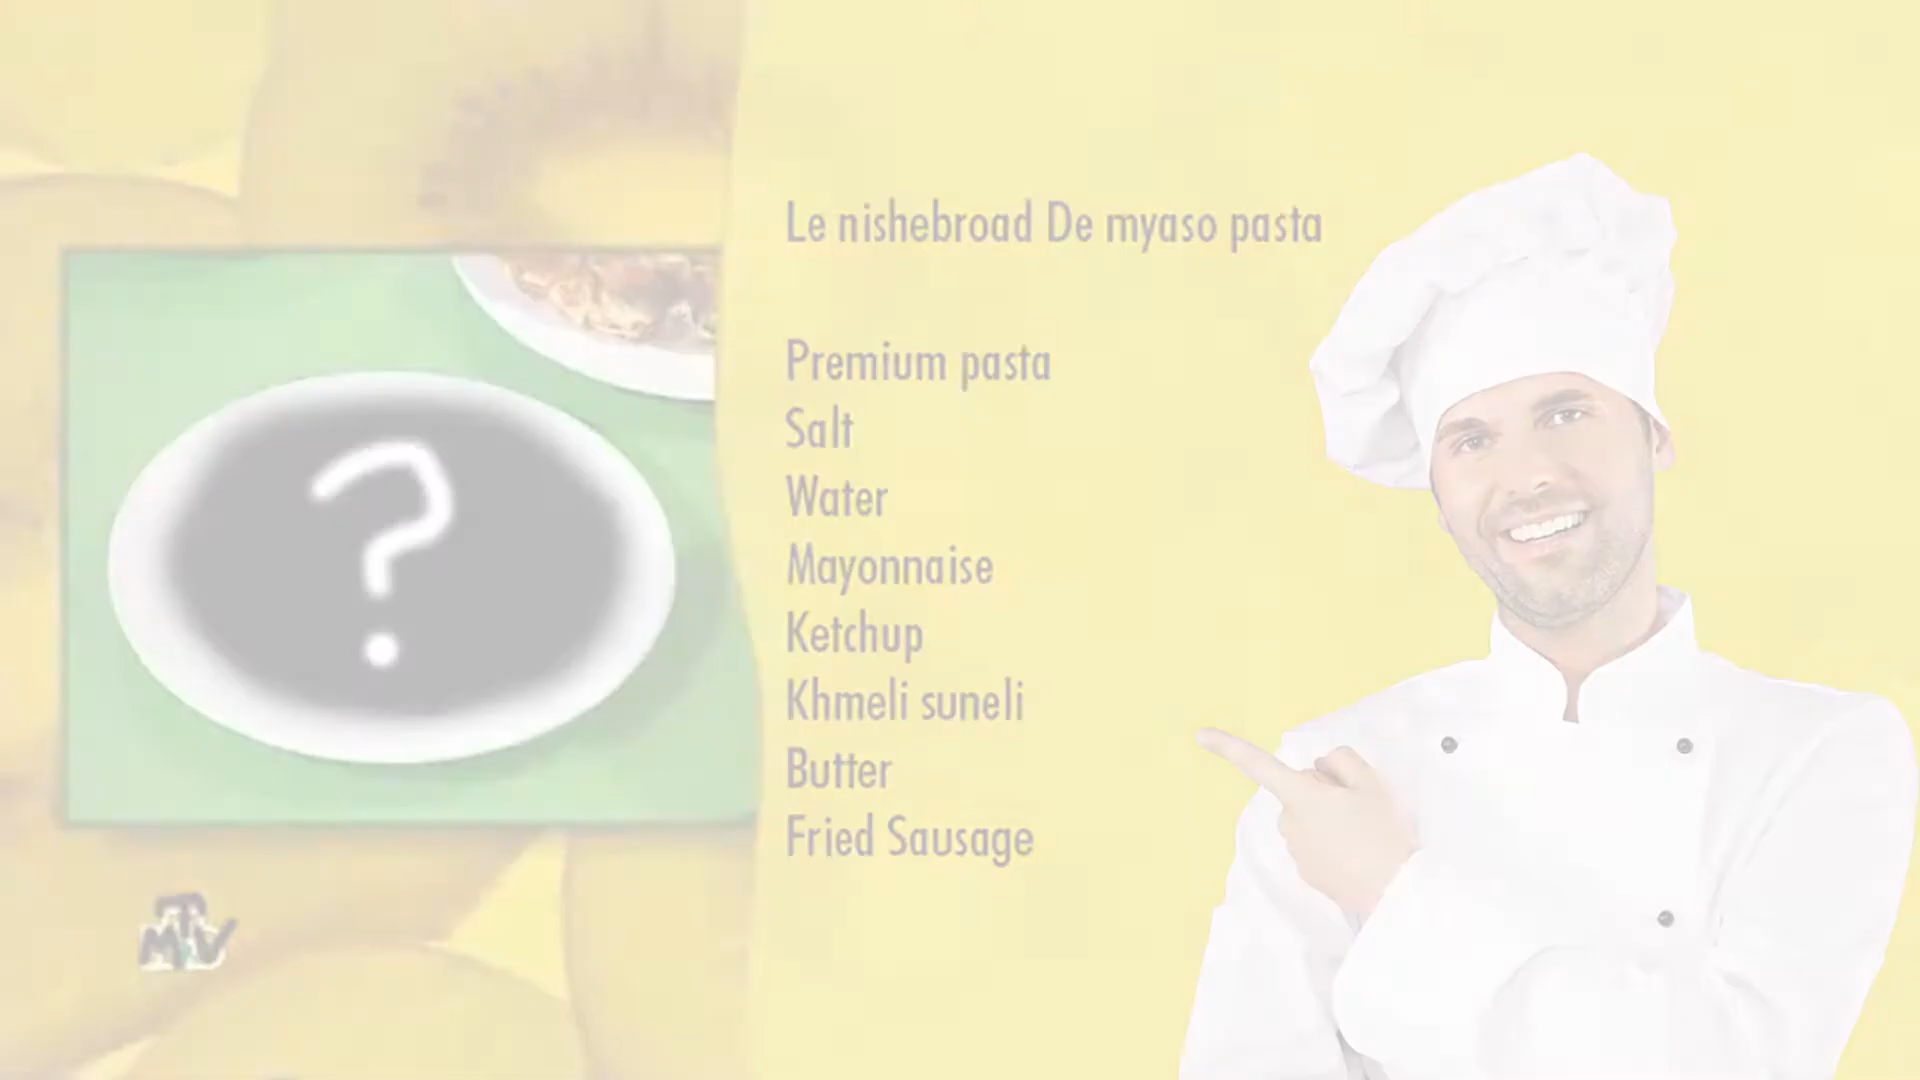 Le nishebroad De myaso pasta
Premium pasta
Salt
Water
Mayonnaise
Ketchup
Khmeli suneli
Butter
Fried Sausage
?